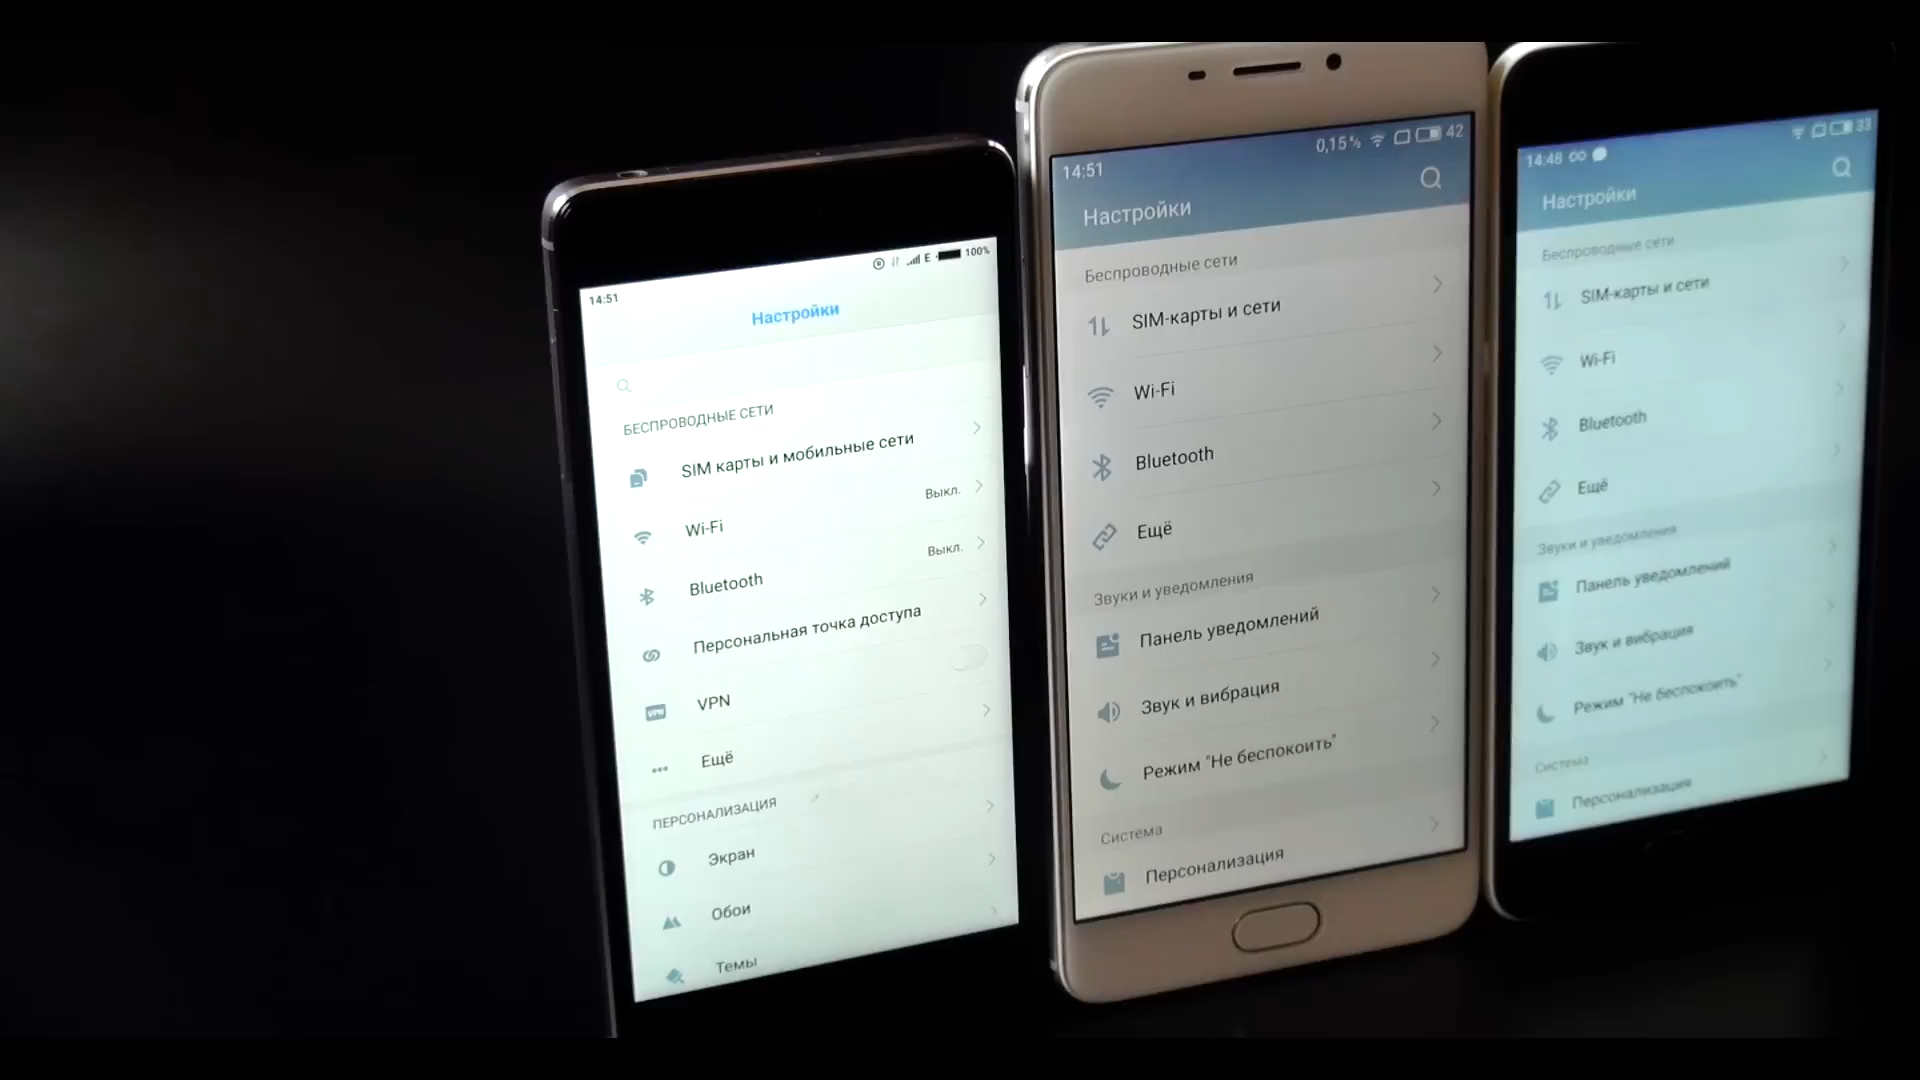 14:51
E
100%
Настройки
БЕСПРОВОДНЫЕ СЕТИ
SIM карты и мобильные сети
Wi-Fi
Выкл.
Bluetooth
Выкл.
Персональная точка доступа
VPN
VPN
Ещё
ПЕРСОНАЛИЗАЦИЯ
Экран
Обои
Темы
14:51
0,15%
42
Настройки
Беспроводные сети
SIM-карты и сети
Wi-Fi
Bluetooth
Ещё
Звуки и уведомления
Панель уведомлений
Звук и вибрация
Режим "Не беспокоить"
Система
Персонализация
14:48
33
Настройки
Беспроводные сети
SIM-карты и сети
Wi-Fi
Bluetooth
Ещё
Звуки и уведомления
Панель уведомлений
Звук и вибрация
Режим "Не беспокоить"
Система
Персонализация